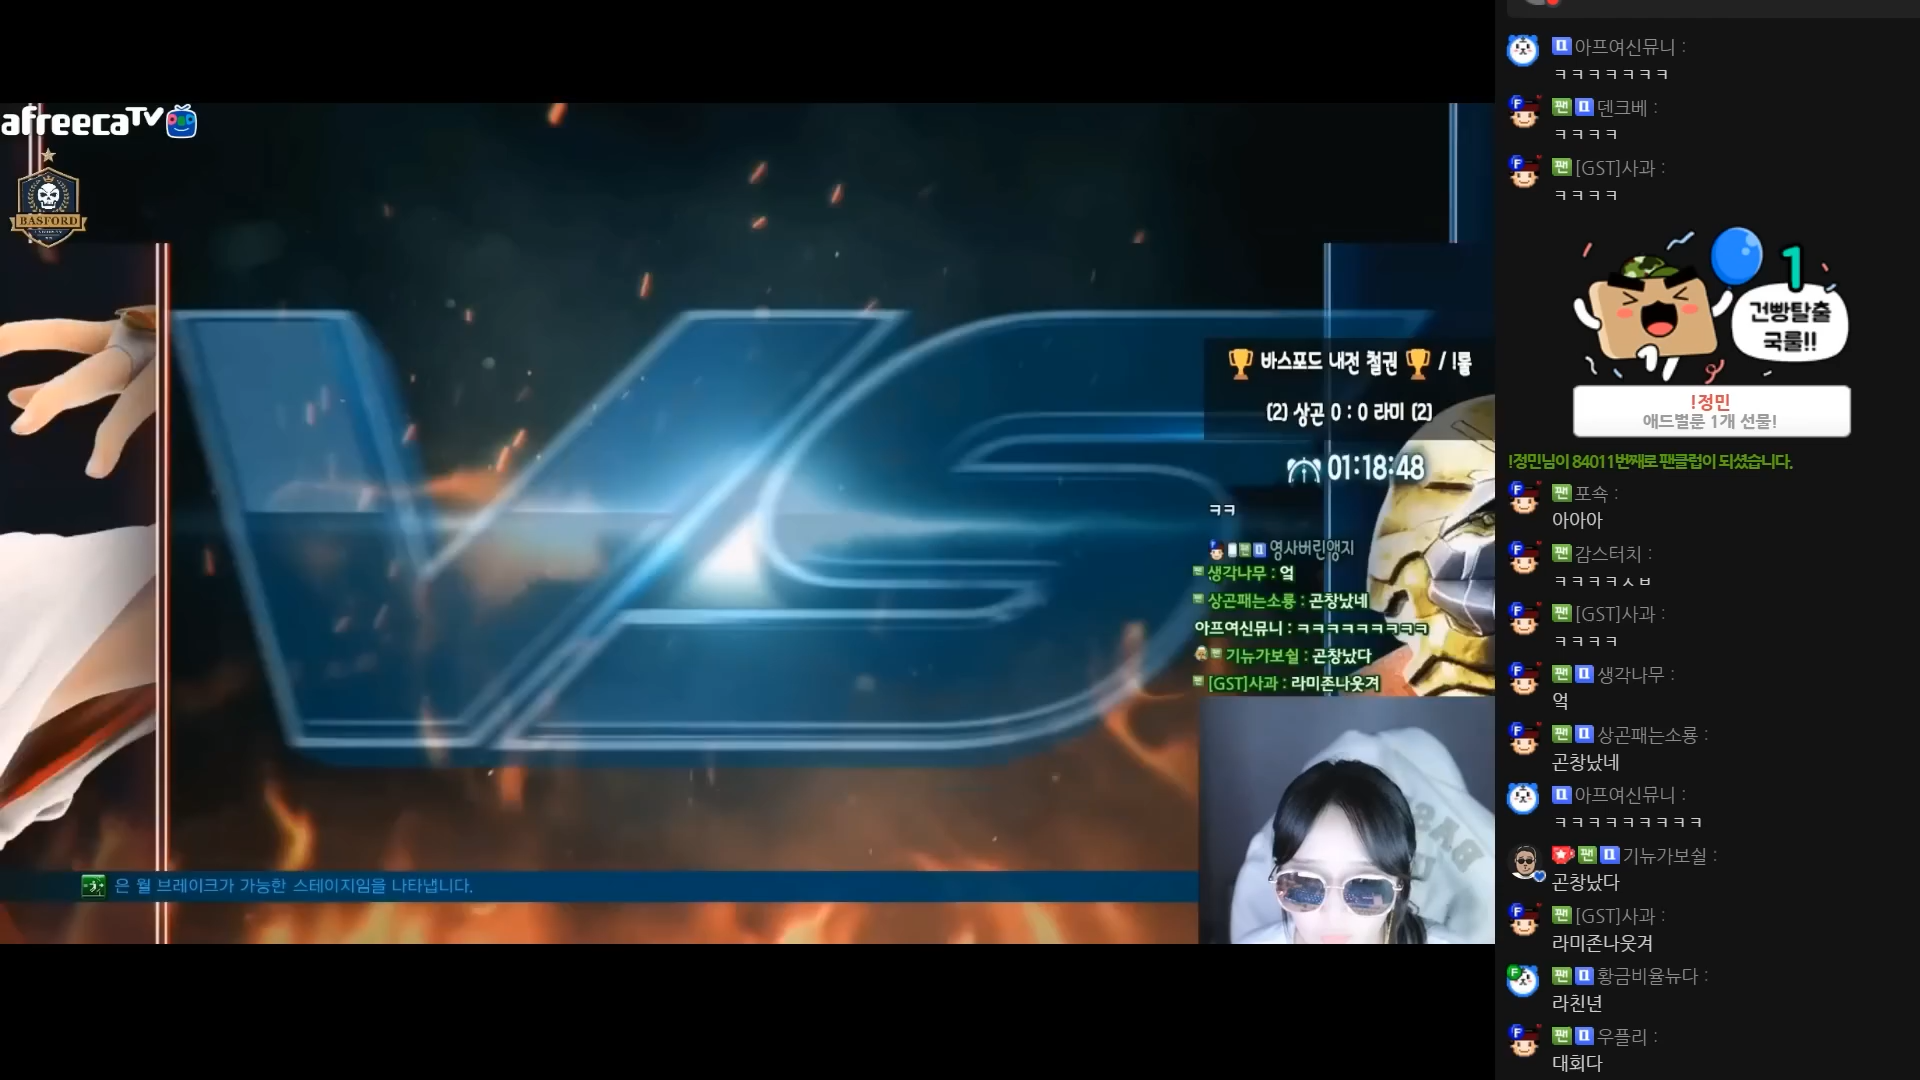 afreecaTV
BASFORD
VS
🏆 바스포드 내전 철권 🏆 / !룰
(2) 상곤 0 : 0 라미 (2)
01:18:48
ㅋㅋ
팬 영사버린앵지
생각나무 : 엌
상곤패는소룡 : 곤창났네
아프여신뮤니 : ㅋㅋㅋㅋㅋㅋㅋㅋㅋ
기뉴가보쉴 : 곤창났다
[GST]사과 : 라미존나웃겨
은 월 브레이크가 가능한 스테이지임을 나타냅니다.
아프여신뮤니 :
ㅋㅋㅋㅋㅋㅋㅋ
팬 덴크베 :
ㅋㅋㅋㅋ
팬 [GST]사과 :
ㅋㅋㅋㅋ
1
건빵탈출
국룰!!
!정민
애드벌룬 1개 선물!
!정민님이 84011번째로 팬클럽이 되셨습니다.
팬 포쇽 :
아아아
팬 감스터치 :
ㅋㅋㅋㅋㅅㅂ
팬 [GST]사과 :
ㅋㅋㅋㅋ
팬 생각나무 :
엌
팬 상곤패는소룡 :
곤창났네
아프여신뮤니 :
ㅋㅋㅋㅋㅋㅋㅋㅋㅋ
팬 기뉴가보쉴 :
곤창났다
팬 [GST]사과 :
라미존나웃겨
팬 황금비율뉴다 :
라친년
팬 우플리 :
대회다